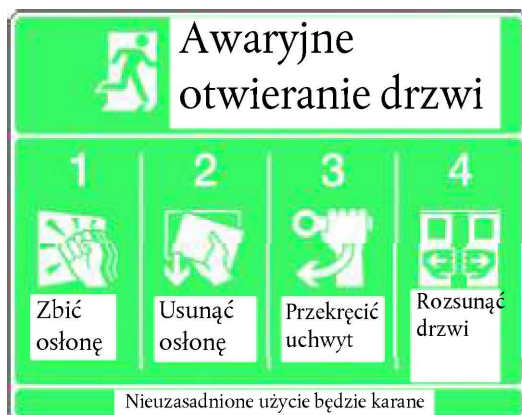 Awaryjne
otwieranie drzwi
1 2 3 4
Zbić
osłonę
Usunąć
osłonę
Przekręcić
uchwyt
Rozsunąć
drzwi
Nieuzasadnione użycie będzie karane